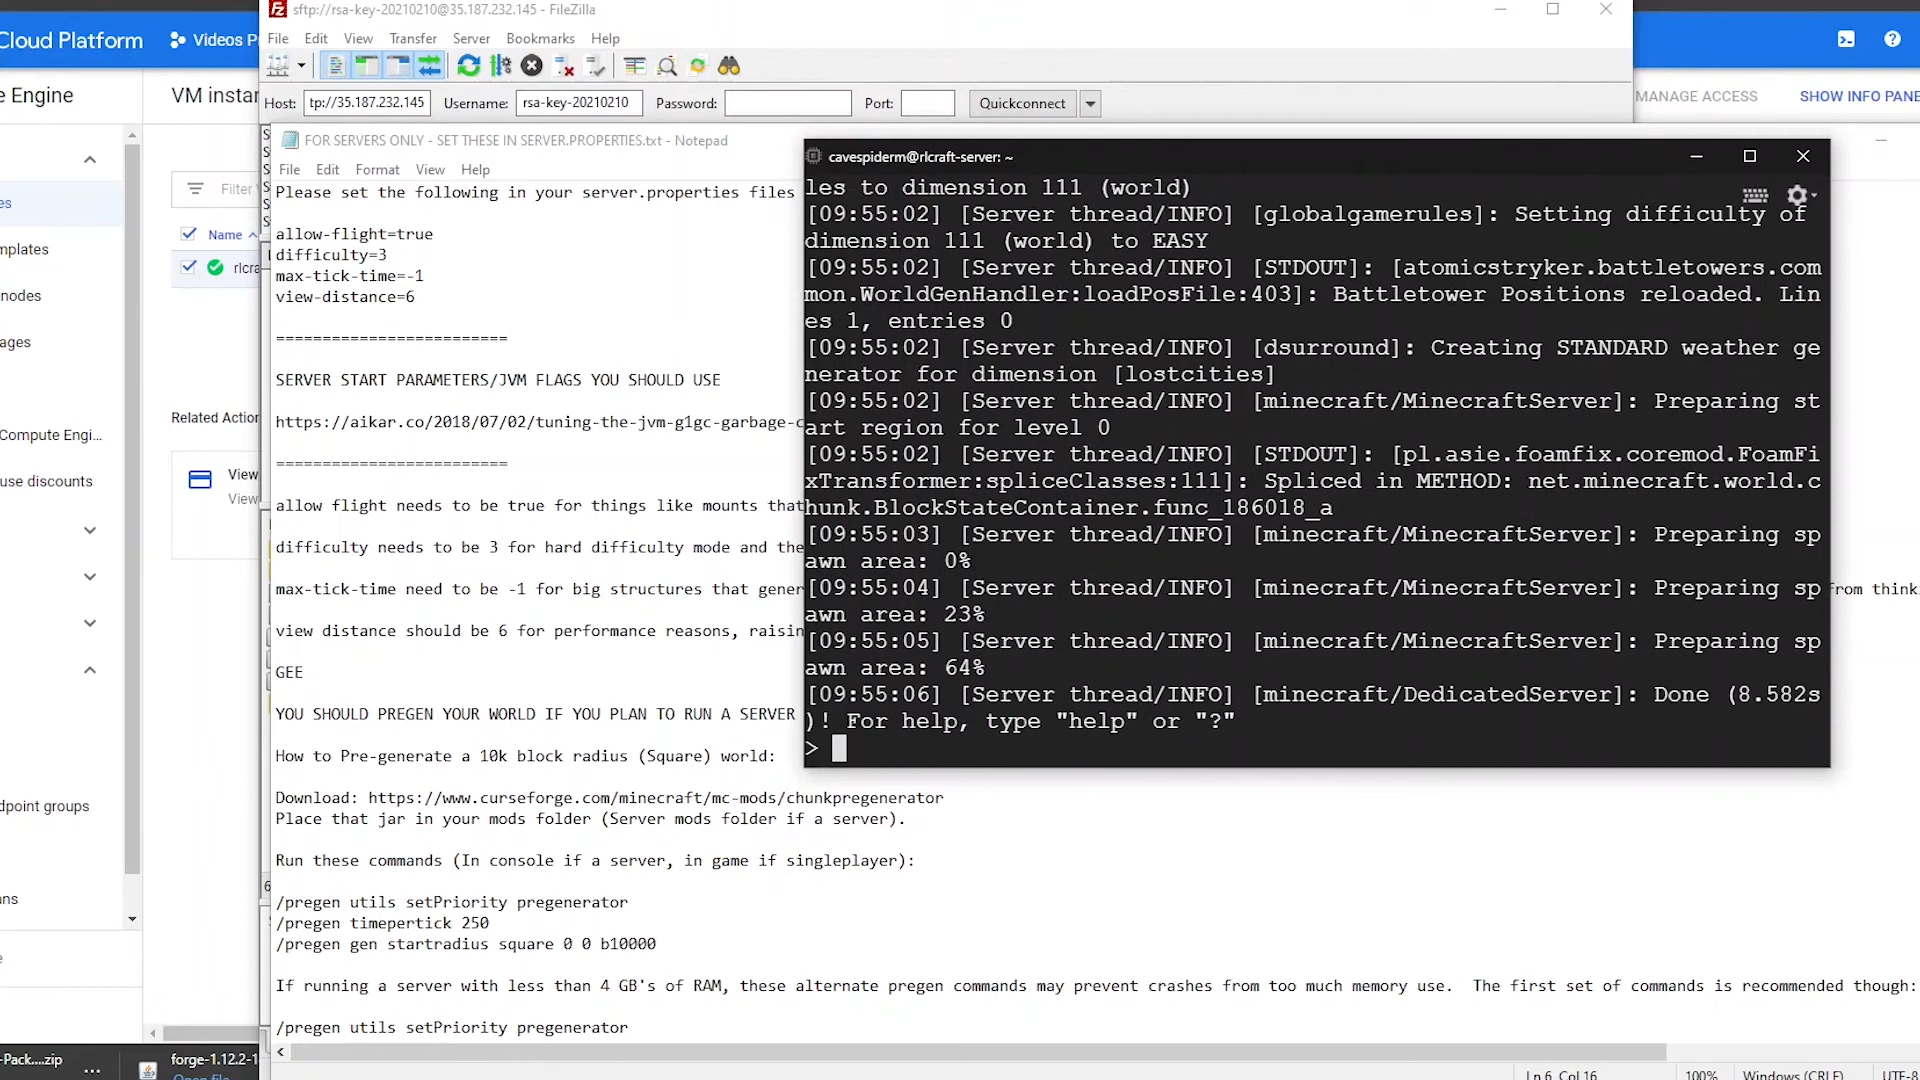 sftp://rsa-key-20210210@35.187.232.145 - FileZilla
Cloud Platform
Videos P
File Edit View Transfer Server Bookmarks Help
e Engine
VM instan
Host: tp://35.187.232.145 Username: rsa-key-20210210 Password: Port: Quickconnect
MANAGE ACCESS
SHOW INFO PANE
FOR SERVERS ONLY - SET THESE IN SERVER.PROPERTIES.txt - Notepad
File Edit Format View Help
Please set the following in your server.properties files
allow-flight=true
difficulty=3
max-tick-time=-1
view-distance=6
=========================
SERVER START PARAMETERS/JVM FLAGS YOU SHOULD USE
https://aikar.co/2018/07/02/tuning-the-jvm-g1gc-garbage-c
=========================
allow flight needs to be true for things like mounts that
difficulty needs to be 3 for hard difficulty mode and the
max-tick-time need to be -1 for big structures that gener
from think
view distance should be 6 for performance reasons, raisin
GEE
YOU SHOULD PREGEN YOUR WORLD IF YOU PLAN TO RUN A SERVER
How to Pre-generate a 10k block radius (Square) world:
Download: https://www.curseforge.com/minecraft/mc-mods/chunkpregenerator
Place that jar in your mods folder (Server mods folder if a server).
Run these commands (In console if a server, in game if singleplayer):
/pregen utils setPriority pregenerator
/pregen timepertick 250
/pregen gen startradius square 0 0 b10000
If running a server with less than 4 GB's of RAM, these alternate pregen commands may prevent crashes from too much memory use.  The first set of commands is recommended though:
/pregen utils setPriority pregenerator
Ln 6, Col 16 100% Windows (CRLF) UTF-8
cavespiderm@rlcraft-server: ~
les to dimension 111 (world)
[09:55:02] [Server thread/INFO] [globalgamerules]: Setting difficulty of
dimension 111 (world) to EASY
[09:55:02] [Server thread/INFO] [STDOUT]: [atomicstryker.battletowers.com
mon.WorldGenHandler:loadPosFile:403]: Battletower Positions reloaded. Lin
es 1, entries 0
[09:55:02] [Server thread/INFO] [dsurround]: Creating STANDARD weather ge
nerator for dimension [lostcities]
[09:55:02] [Server thread/INFO] [minecraft/MinecraftServer]: Preparing st
art region for level 0
[09:55:02] [Server thread/INFO] [STDOUT]: [pl.asie.foamfix.coremod.FoamFi
xTransformer:spliceClasses:111]: Spliced in METHOD: net.minecraft.world.c
hunk.BlockStateContainer.func_186018_a
[09:55:03] [Server thread/INFO] [minecraft/MinecraftServer]: Preparing sp
awn area: 0%
[09:55:04] [Server thread/INFO] [minecraft/MinecraftServer]: Preparing sp
awn area: 23%
[09:55:05] [Server thread/INFO] [minecraft/MinecraftServer]: Preparing sp
awn area: 64%
[09:55:06] [Server thread/INFO] [minecraft/DedicatedServer]: Done (8.582s
)! For help, type "help" or "?"
>
Filter
Name
rlcra
Related Action
View
View
es
mplates
nodes
ages
Compute Engi...
use discounts
dpoint groups
ans
-Pack....zip
forge-1.12.2-1
Open file